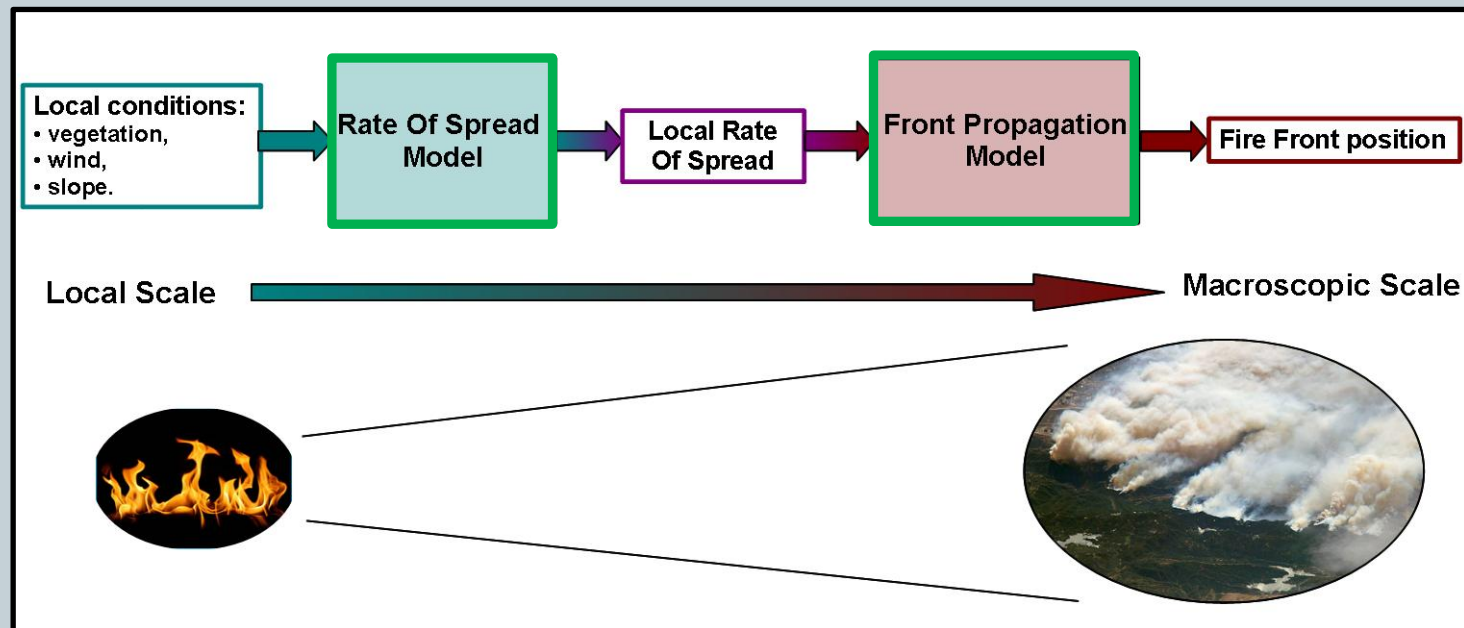 Local conditions:
• vegetation,
• wind,
• slope.
Rate Of Spread
Model
Local Rate
Of Spread
Front Propagation
Model
Fire Front position
Local Scale
Macroscopic Scale